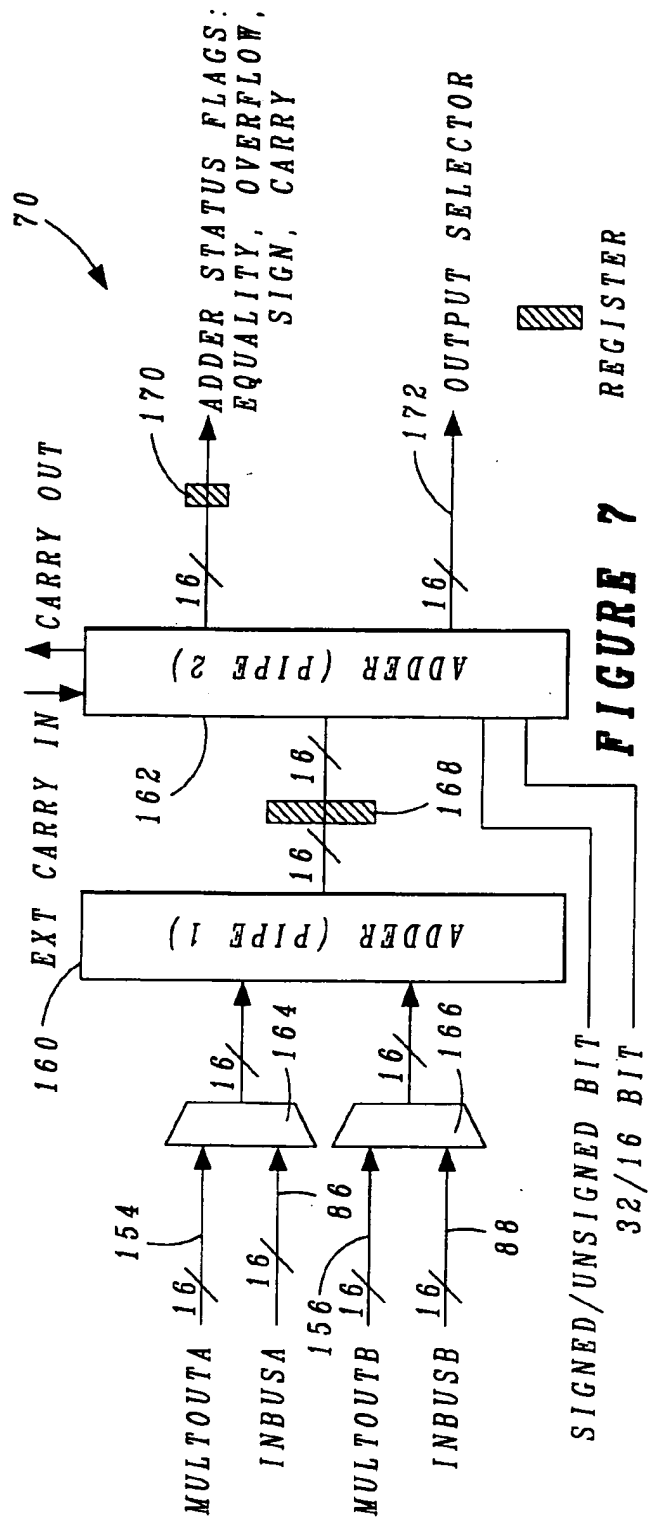 70
160
EXT CARRY IN
CARRY OUT
162
170
ADDER STATUS FLAGS:
EQUALITY, OVERFLOW,
SIGN, CARRY
154
16
MULTOUTA
16
164
16
INBUSA
86
ADDER (PIPE 1)
16
16
168
ADDER (PIPE 2)
16
172
16
OUTPUT SELECTOR
156
16
MULTOUTB
16
166
16
INBUSB
88
SIGNED/UNSIGNED BIT
32/16 BIT
REGISTER
FIGURE 7